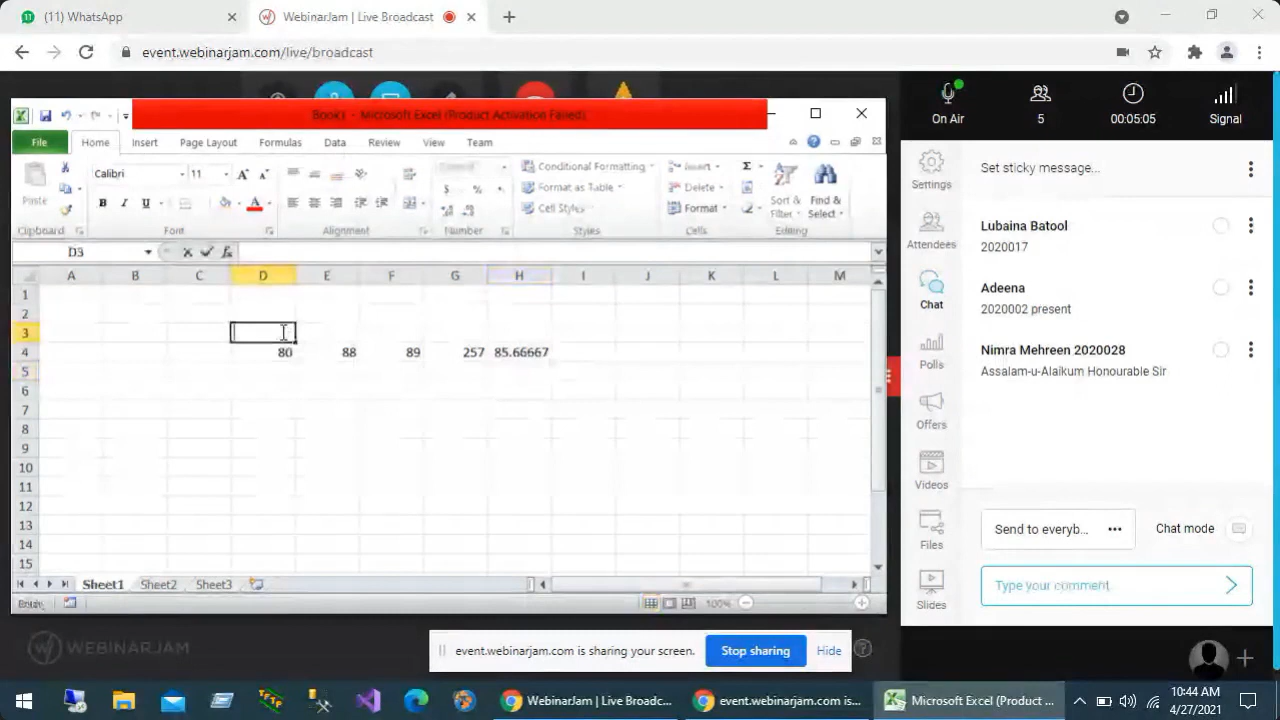 (11) WhatsApp
WebinarJam | Live Broadcast
event.webinarjam.com/live/broadcast
Book1 - Microsoft Excel (Product Activation Failed)
File Home Insert Page Layout Formulas Data Review View Team
Paste
Clipboard
Calibri 11
B I U
Font
Alignment
$ %
Number
Conditional Formatting
Format as Table
Cell Styles
Styles
Insert
Delete
Format
Cells
Sort & Filter
Find & Select
Editing
D3
A B C D E F G H I J K L M
1
2
3
4 80 88 89 257 85.66667
5
6
7
8
9
10
11
12
13
14
15
Sheet1 Sheet2 Sheet3
Enter
100%
WEBINARJAM
event.webinarjam.com is sharing your screen.
Stop sharing
Hide
On Air
5
00:05:05
Signal
Settings
Attendees
Chat
Polls
Offers
Videos
Files
Slides
Set sticky message...
Lubaina Batool
2020017
Adeena
2020002 present
Nimra Mehreen 2020028
Assalam-u-Alaikum Honourable Sir
Send to everyb...
Chat mode
Type your comment
WebinarJam | Live Broadc...
event.webinarjam.com is...
Microsoft Excel (Product ...
10:44 AM
4/27/2021